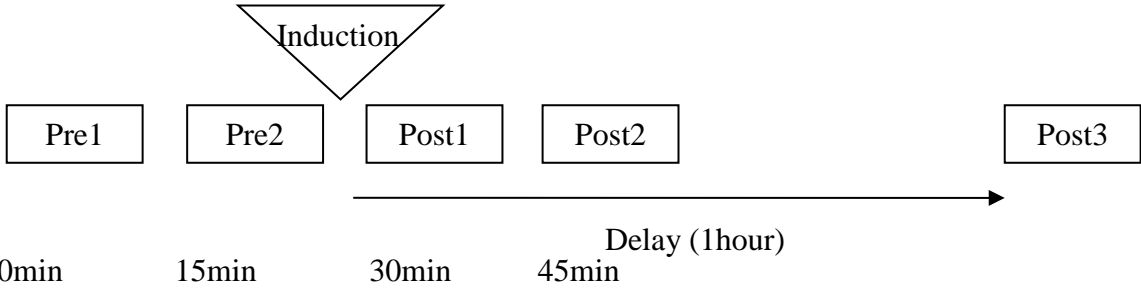 Induction
Pre1 Pre2 Post1 Post2 Post3
Delay (1hour)
0min 15min 30min 45min